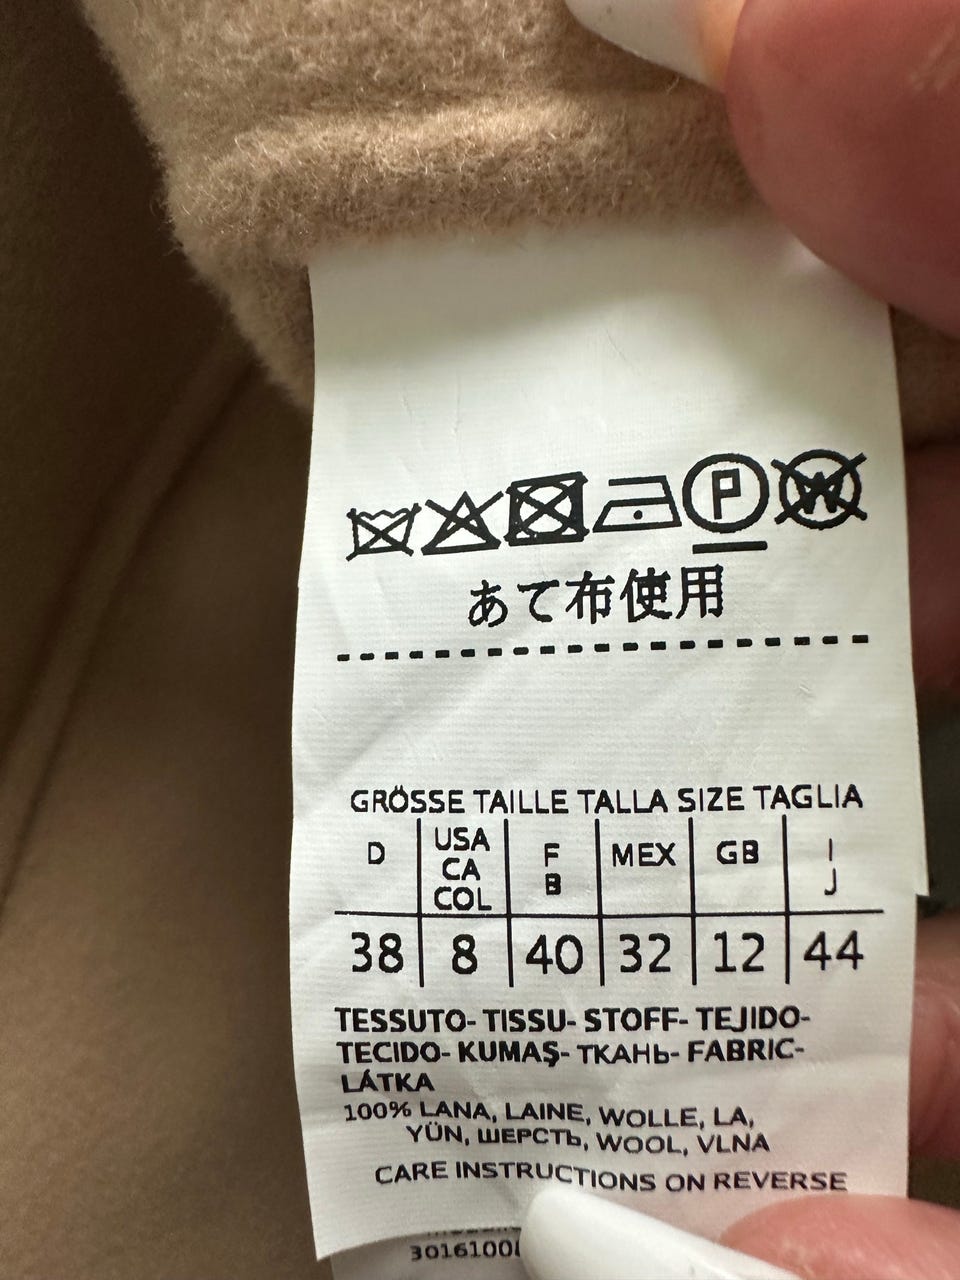 P W
あて布使用
GRÖSSE TAILLE TALLA SIZE TAGLIA
D USA CA COL F B MEX GB I J
38 8 40 32 12 44
TESSUTO- TISSU- STOFF- TEJIDO-
TECIDO- KUMAŞ- ТКАНЬ- FABRIC-
LÁTKA
100% LANA, LAINE, WOLLE, LA,
YÜN, ШЕРСТЬ, WOOL, VLNA
CARE INSTRUCTIONS ON REVERSE
3016100